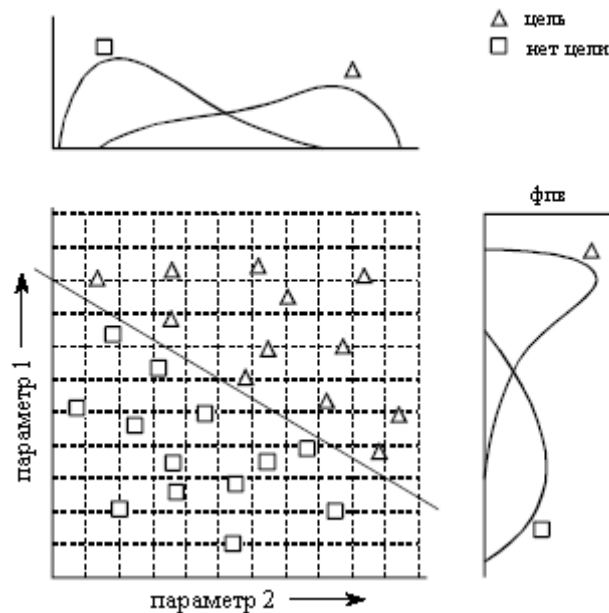 цель
нет цели
фпв
параметр 1
параметр 2